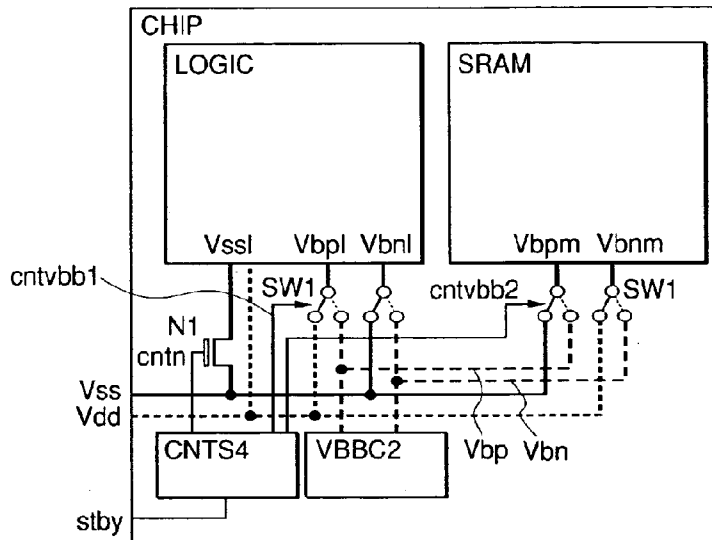 CHIP
LOGIC
SRAM
Vssl Vbpl Vbnl
Vbpm Vbnm
cntvbb1
SW1
cntvbb2
SW1
N1
cntn
Vss
Vdd
CNTS4
VBBC2
Vbp
Vbn
stby